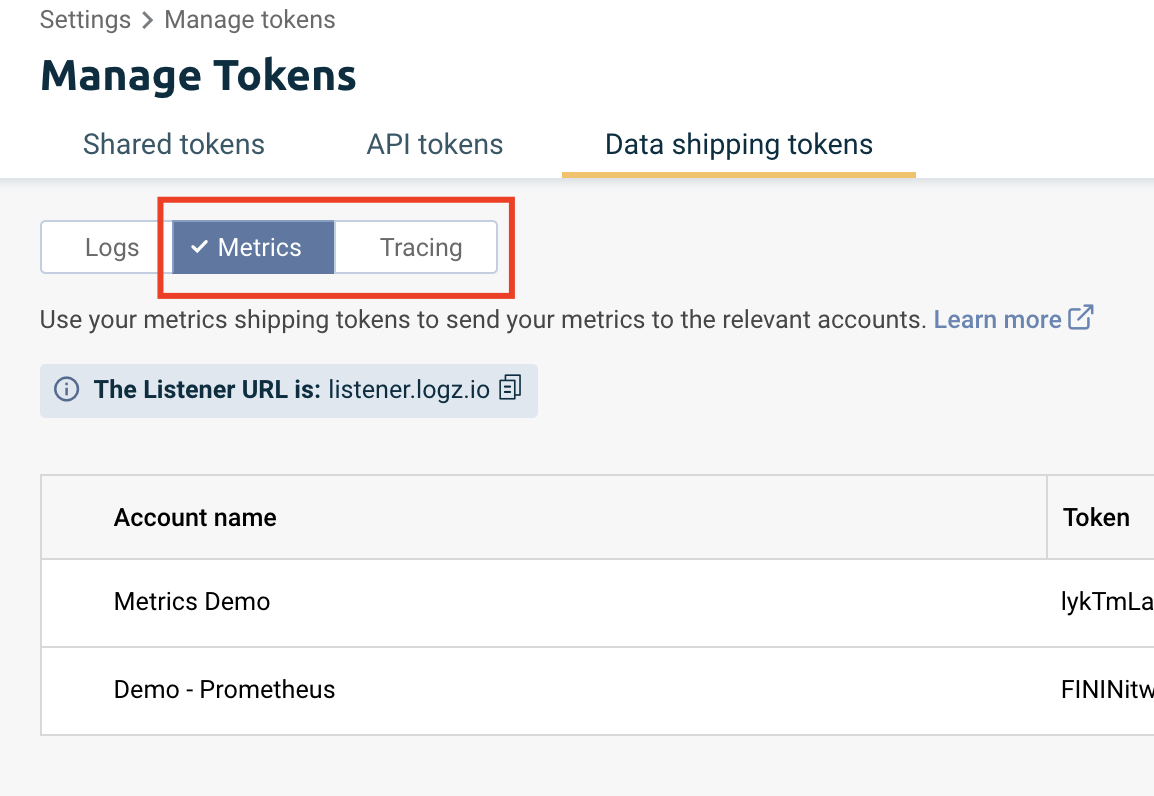 Settings > Manage tokens
Manage Tokens
Shared tokens API tokens Data shipping tokens
Logs Metrics Tracing
Use your metrics shipping tokens to send your metrics to the relevant accounts. Learn more
The Listener URL is: listener.logz.io
Account name Token
Metrics Demo
Demo - Prometheus